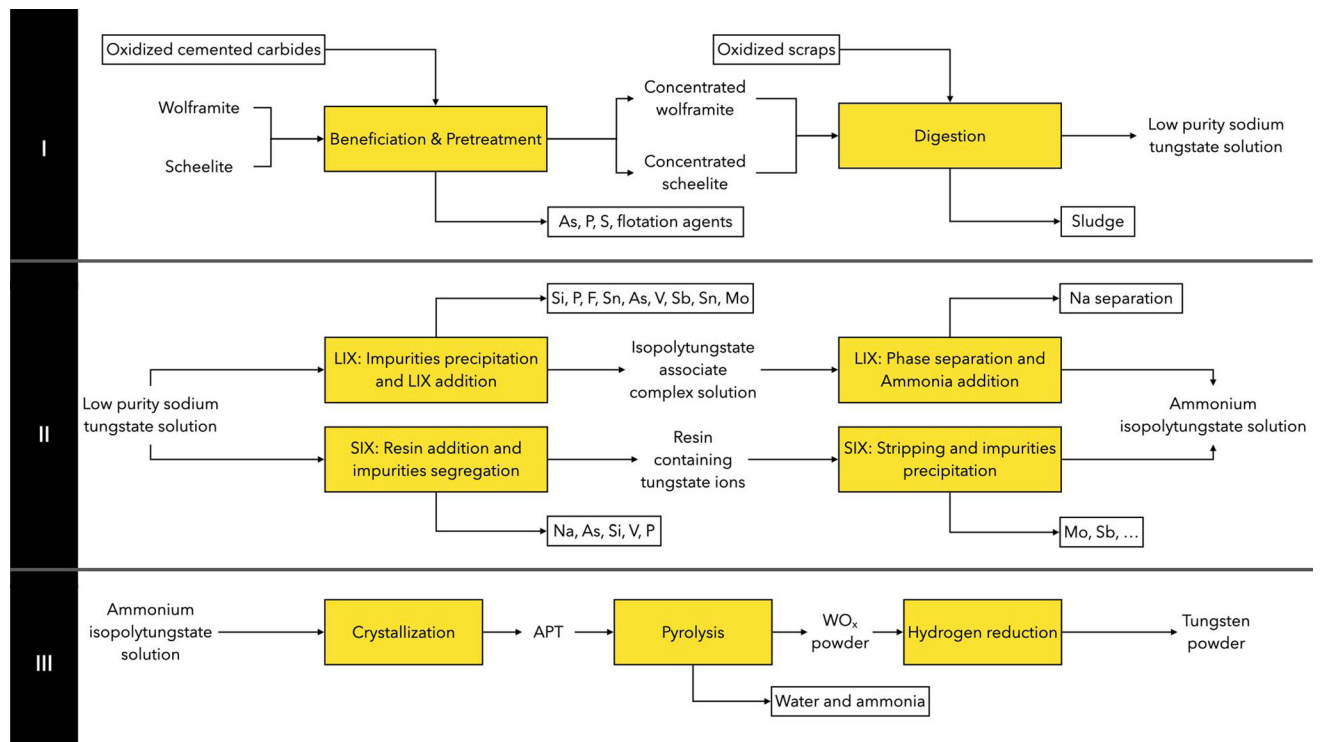 I
Oxidized cemented carbides
Oxidized scraps
Wolframite
Scheelite
Beneficiation & Pretreatment
Concentrated
wolframite
Concentrated
scheelite
Digestion
Low purity sodium
tungstate solution
As, P, S, flotation agents
Sludge
II
Si, P, F, Sn, As, V, Sb, Sn, Mo
Na separation
Low purity sodium
tungstate solution
LIX: Impurities precipitation
and LIX addition
Isopolytungstate
associate
complex solution
LIX: Phase separation and
Ammonia addition
SIX: Resin addition and
impurities segregation
Resin
containing
tungstate ions
SIX: Stripping and impurities
precipitation
Ammonium
isopolytungstate solution
Na, As, Si, V, P
Mo, Sb, ...
III
Ammonium
isopolytungstate
solution
Crystallization
APT
Pyrolysis
WOₓ
powder
Hydrogen reduction
Tungsten
powder
Water and ammonia